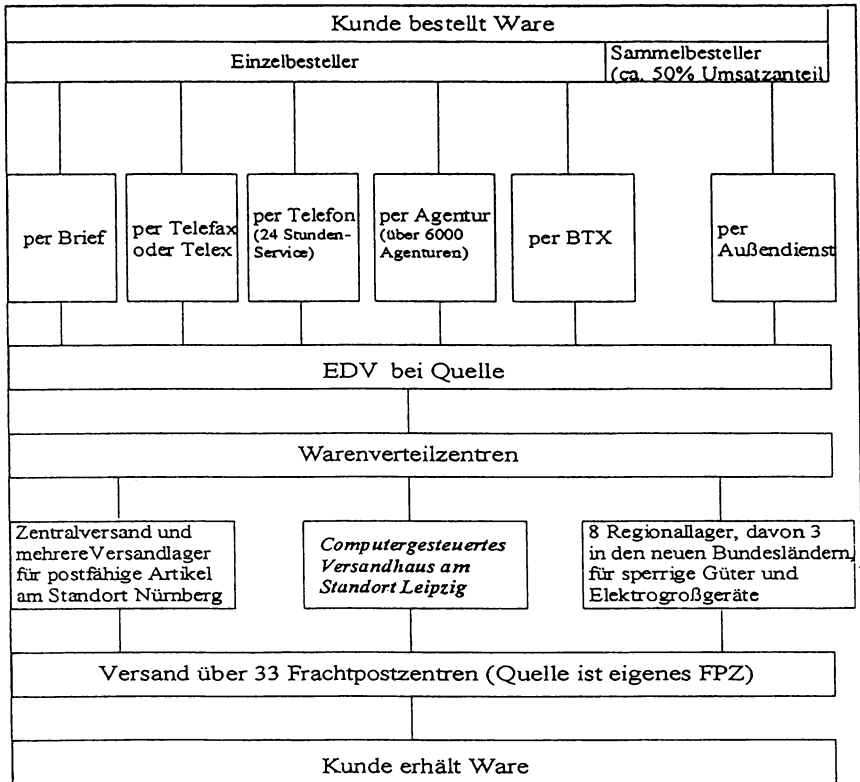 Kunde bestellt Ware
Einzelbesteller
Sammelbesteller
(ca. 50% Umsatzanteil
per Brief
per Telefax
oder Telex
per Telefon
(24 Stunden-
Service)
per Agentur
(über 6000
Agenturen)
per BTX
per
Außendienst
EDV bei Quelle
Warenverteilzentren
Zentralversand und
mehrereVersandlager
für postfähige Artikel
am Standort Nürnberg
Computergesteuertes
Versandhaus am
Standort Leipzig
8 Regionallager, davon 3
in den neuen Bundesländern,
für sperrige Güter und
Elektrogroßgeräte
Versand über 33 Frachtpostzentren (Quelle ist eigenes FPZ)
Kunde erhält Ware